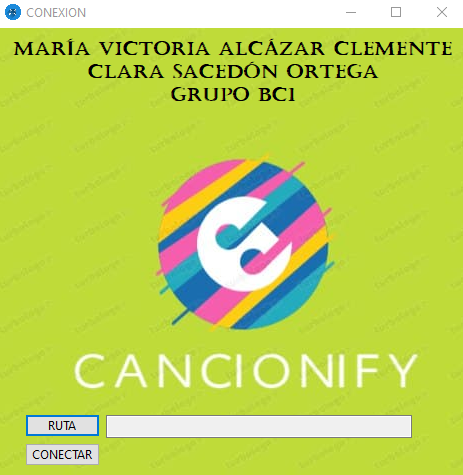 CONEXION
MARÍA VICTORIA ALCÁZAR CLEMENTE
CLARA SACEDÓN ORTEGA
GRUPO BC1
CANCIONIFY
RUTA
CONECTAR